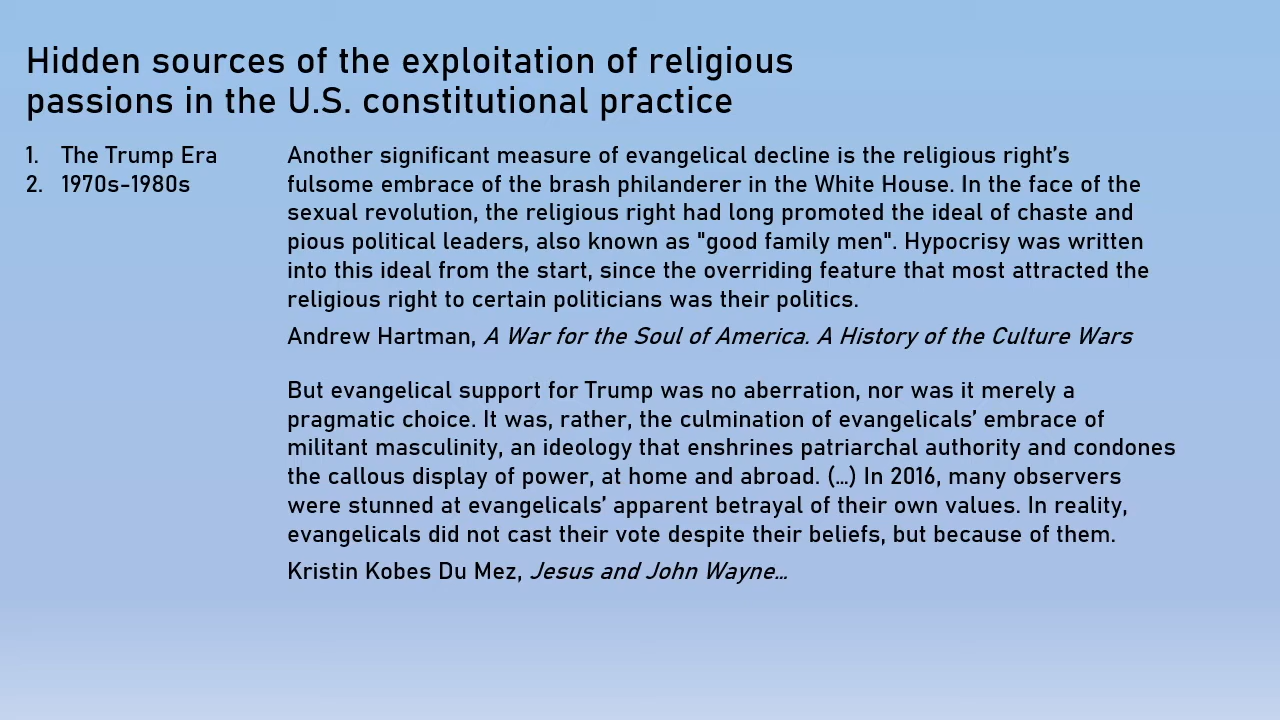 Hidden sources of the exploitation of religious
passions in the U.S. constitutional practice
1. The Trump Era
2. 1970s-1980s
Another significant measure of evangelical decline is the religious right’s
fulsome embrace of the brash philanderer in the White House. In the face of the
sexual revolution, the religious right had long promoted the ideal of chaste and
pious political leaders, also known as "good family men". Hypocrisy was written
into this ideal from the start, since the overriding feature that most attracted the
religious right to certain politicians was their politics.
Andrew Hartman, A War for the Soul of America. A History of the Culture Wars
But evangelical support for Trump was no aberration, nor was it merely a
pragmatic choice. It was, rather, the culmination of evangelicals’ embrace of
militant masculinity, an ideology that enshrines patriarchal authority and condones
the callous display of power, at home and abroad. (…) In 2016, many observers
were stunned at evangelicals’ apparent betrayal of their own values. In reality,
evangelicals did not cast their vote despite their beliefs, but because of them.
Kristin Kobes Du Mez, Jesus and John Wayne…